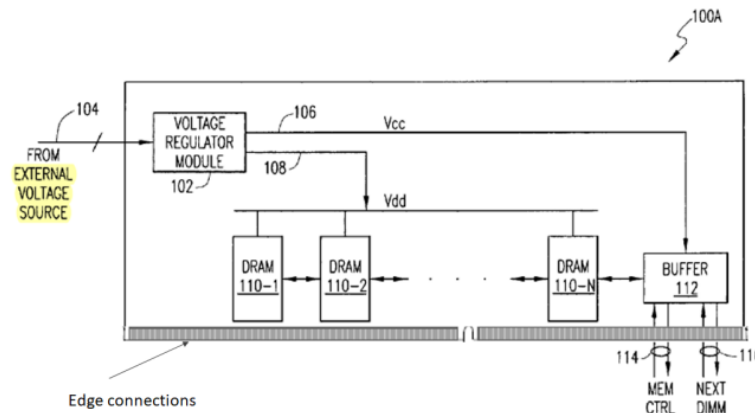 100A
104
FROM
EXTERNAL
VOLTAGE
SOURCE
VOLTAGE
REGULATOR
MODULE
102
106
Vcc
108
Vdd
DRAM
110-1
DRAM
110-2
DRAM
110-N
BUFFER
112
114
MEM
CTRL
NEXT
DIMM
Edge connections